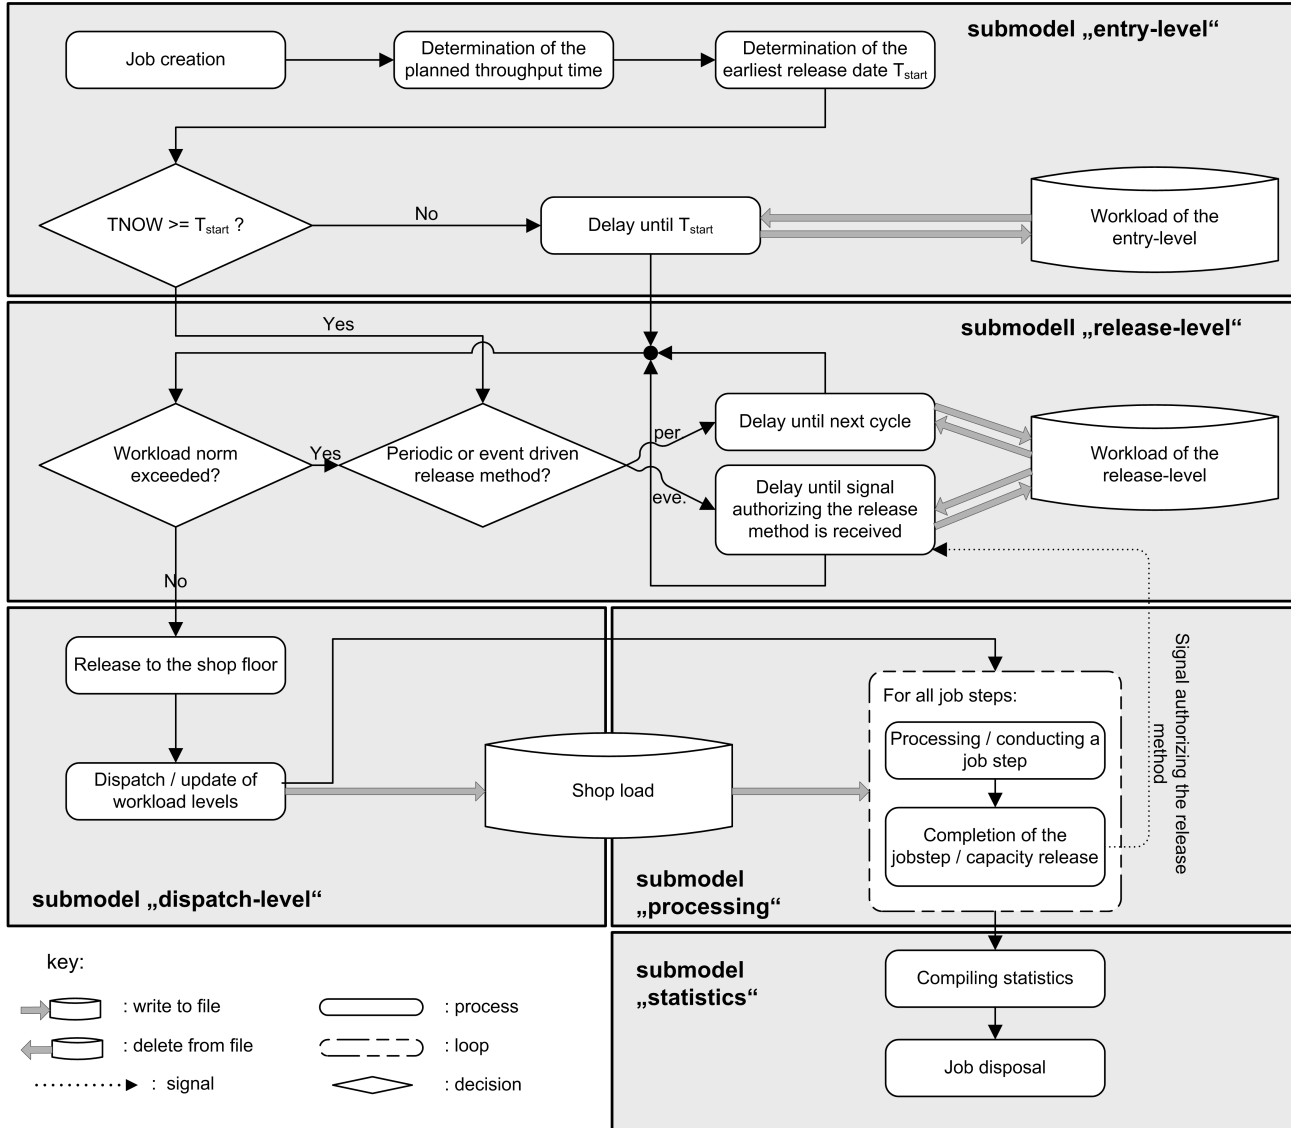 submodel „entry-level“
Job creation
Determination of the
planned throughput time
Determination of the
earliest release date Tstart
TNOW >= Tstart ?
No
Delay until Tstart
Workload of the
entry-level
Yes
submodell „release-level“
Workload norm
exceeded?
Yes
Periodic or event driven
release method?
per
eve.
Delay until next cycle
Delay until signal
authorizing the release
method is received
Workload of the
release-level
No
Release to the shop floor
Dispatch / update of
workload levels
submodel „dispatch-level“
Shop load
For all job steps:
Processing / conducting a
job step
Completion of the
jobstep / capacity release
Signal authorizing the release
method
submodel
„processing“
submodel
„statistics“
Compiling statistics
Job disposal
key:
: write to file
: process
: delete from file
: loop
: signal
: decision